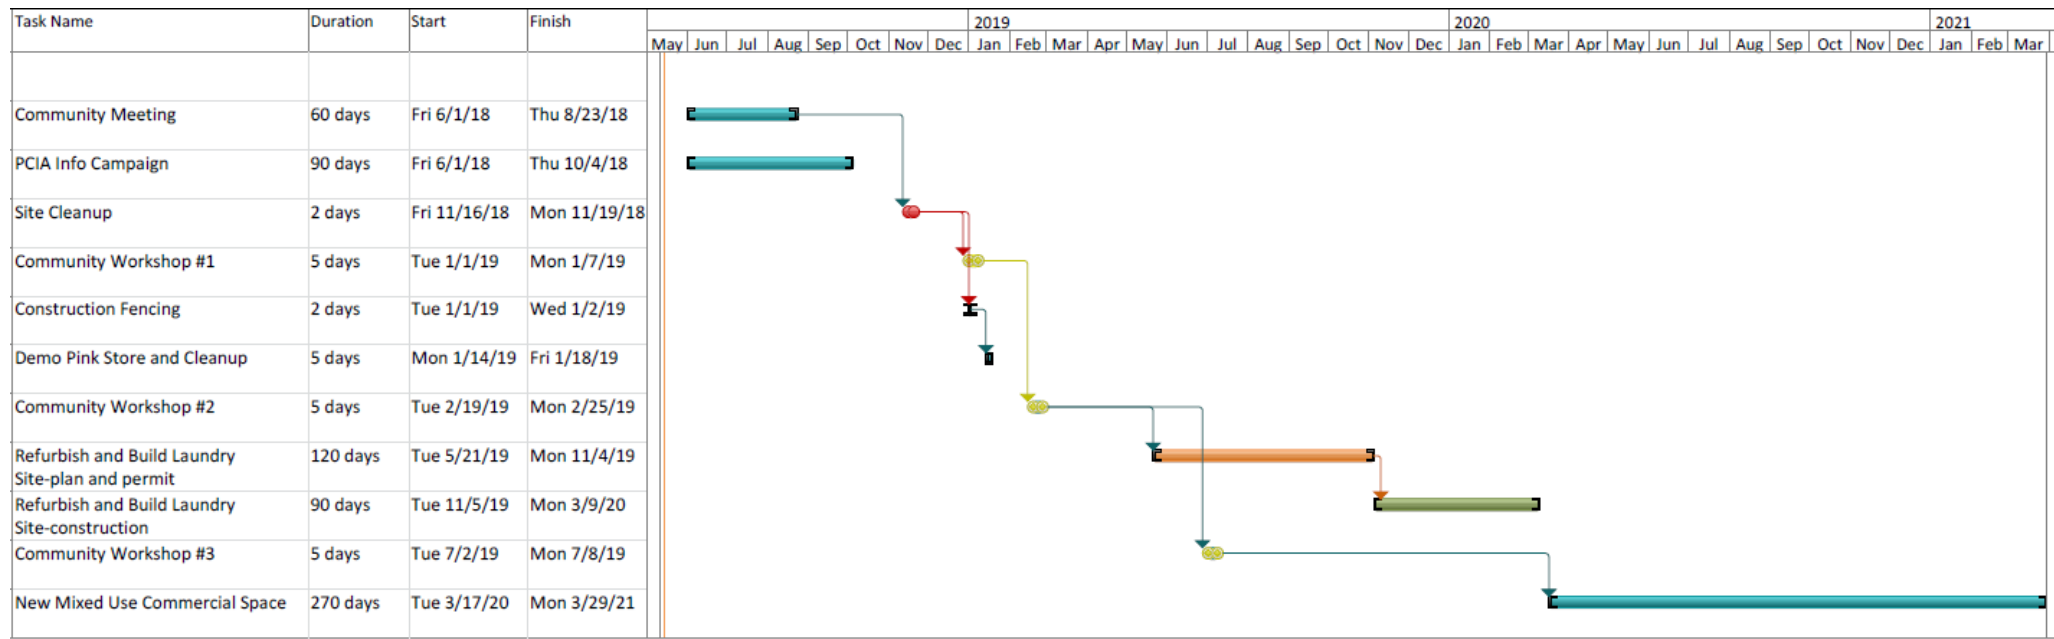 Task Name Duration Start Finish
2019 2020 2021
May Jun Jul Aug Sep Oct Nov Dec Jan Feb Mar Apr May Jun Jul Aug Sep Oct Nov Dec Jan Feb Mar Apr May Jun Jul Aug Sep Oct Nov Dec Jan Feb Mar
Community Meeting 60 days Fri 6/1/18 Thu 8/23/18
PCIA Info Campaign 90 days Fri 6/1/18 Thu 10/4/18
Site Cleanup 2 days Fri 11/16/18 Mon 11/19/18
Community Workshop #1 5 days Tue 1/1/19 Mon 1/7/19
Construction Fencing 2 days Tue 1/1/19 Wed 1/2/19
Demo Pink Store and Cleanup 5 days Mon 1/14/19 Fri 1/18/19
Community Workshop #2 5 days Tue 2/19/19 Mon 2/25/19
Refurbish and Build Laundry 120 days Tue 5/21/19 Mon 11/4/19
Site-plan and permit
Refurbish and Build Laundry 90 days Tue 11/5/19 Mon 3/9/20
Site-construction
Community Workshop #3 5 days Tue 7/2/19 Mon 7/8/19
New Mixed Use Commercial Space 270 days Tue 3/17/20 Mon 3/29/21